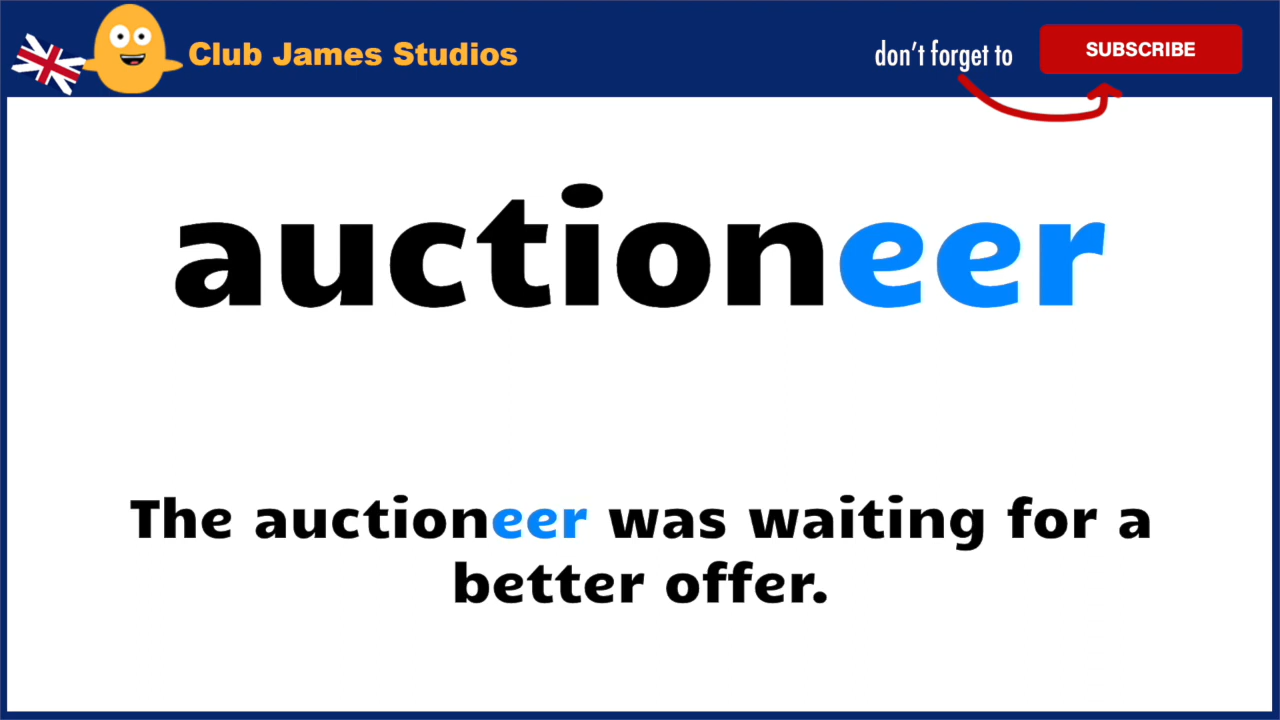 Club James Studios
don't forget to
SUBSCRIBE
auctioneer
The auctioneer was waiting for a
better offer.